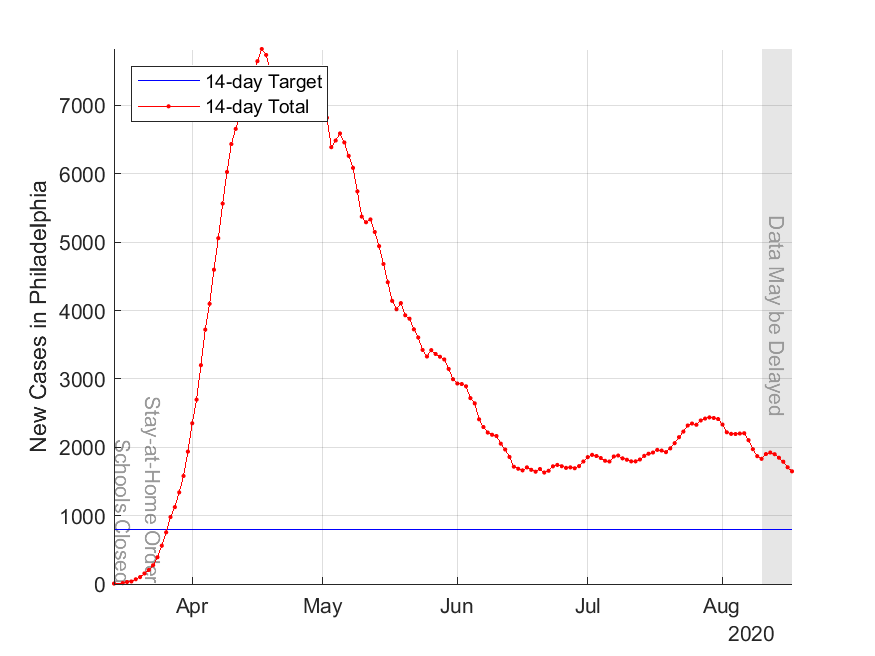 14-day Target
14-day Total
New Cases in Philadelphia
7000
6000
5000
4000
3000
2000
1000
0
Schools Closed
Stay-at-Home Order
Data May be Delayed
Apr
May
Jun
Jul
Aug
2020